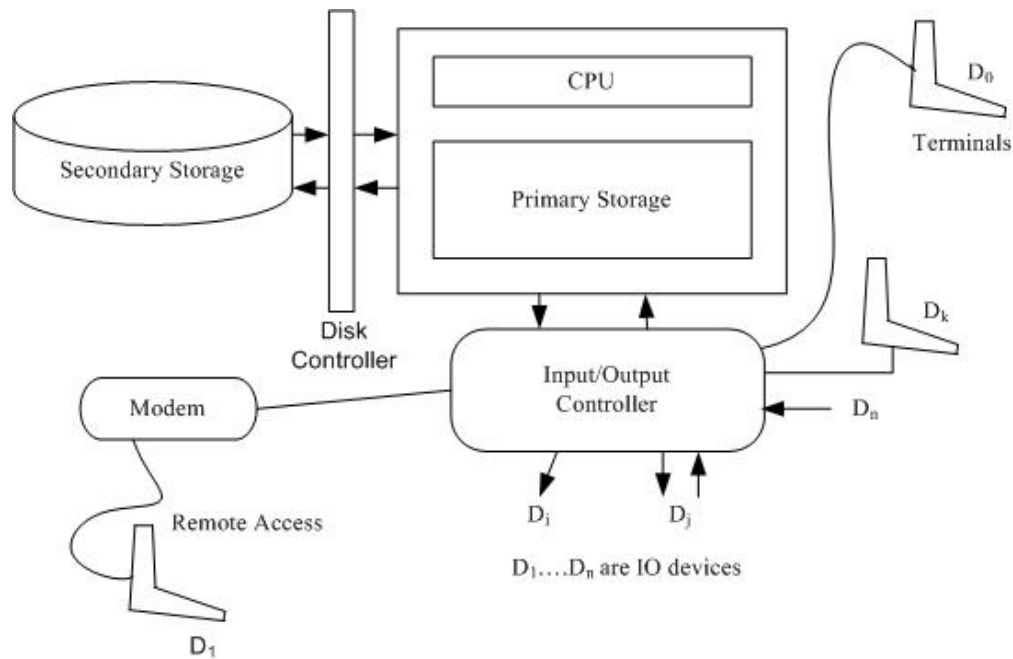 CPU
D₀
Secondary Storage
Terminals
Primary Storage
Disk
Controller
Dₖ
Input/Output
Controller
Modem
Dₙ
Dᵢ
Dⱼ
Remote Access
D₁….Dₙ are IO devices
D₁